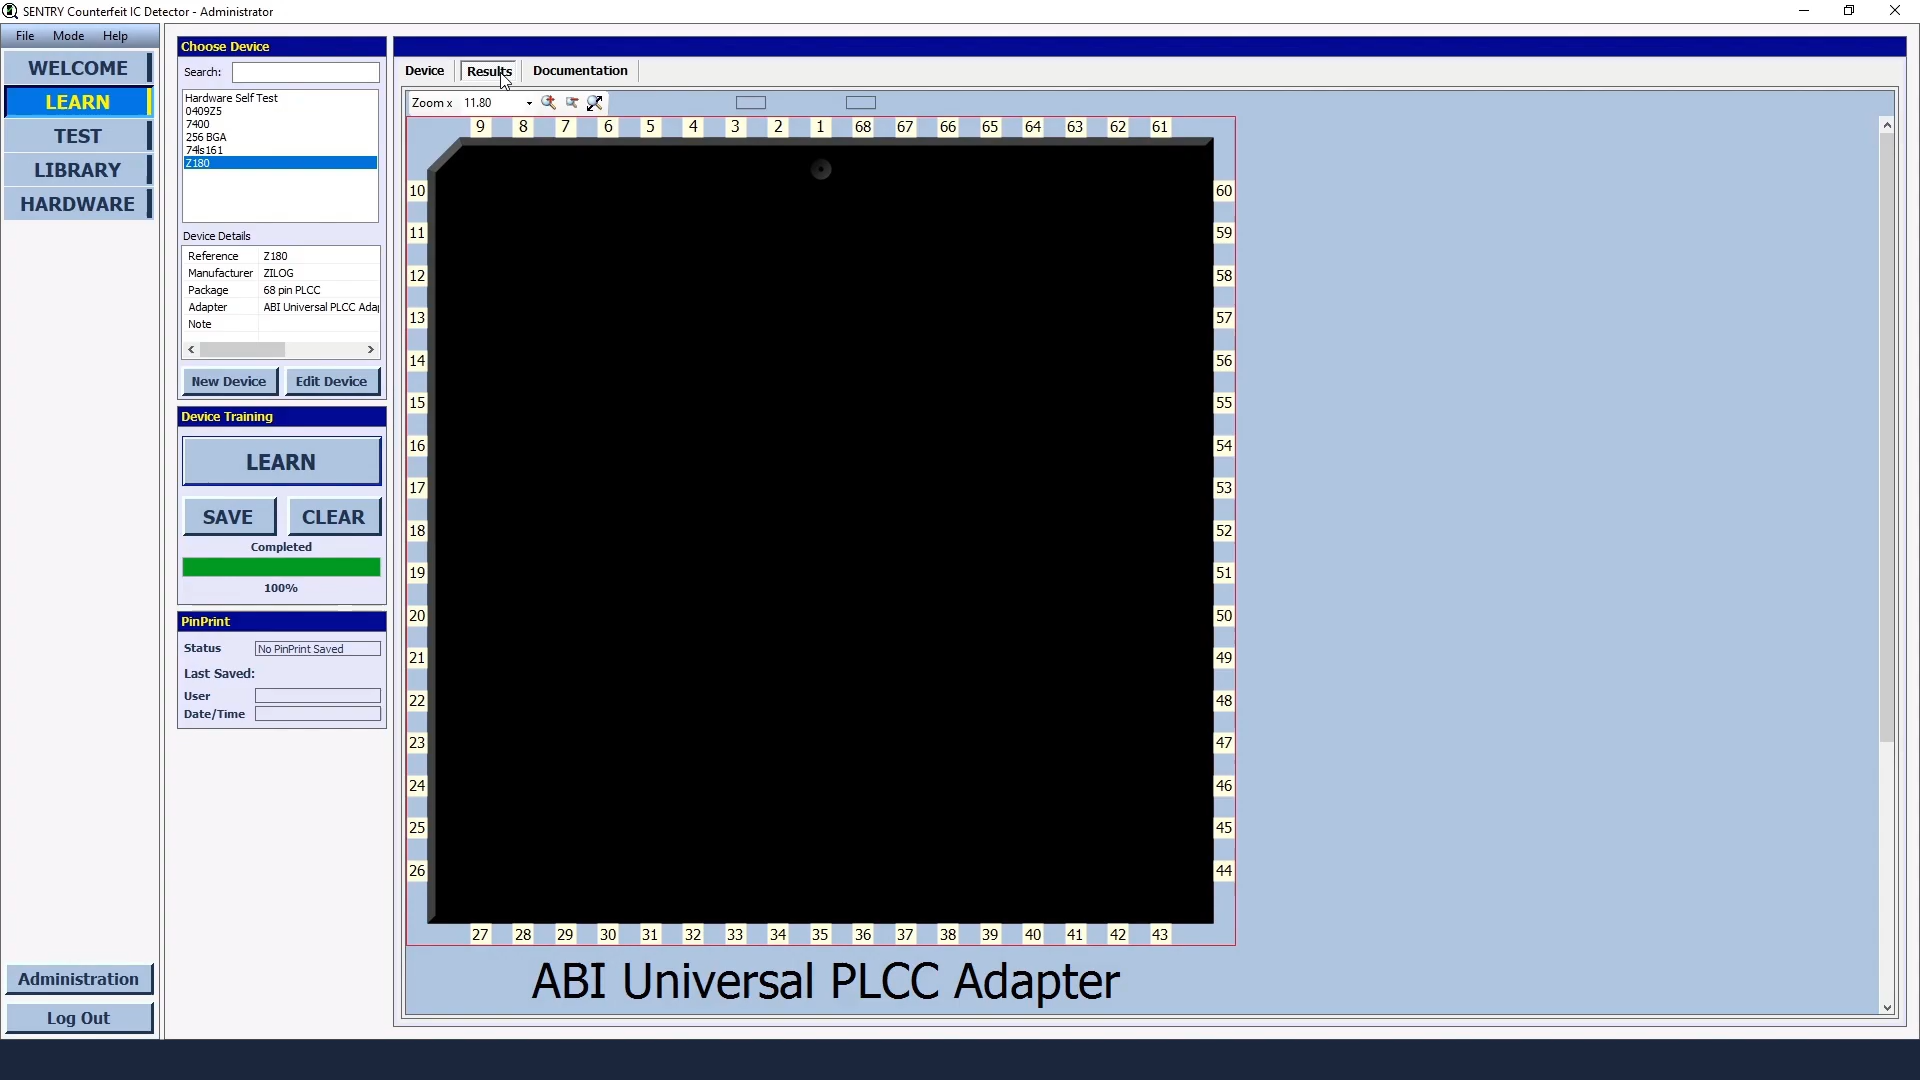 SENTRY Counterfeit IC Detector - Administrator
File Mode Help
WELCOME
LEARN
TEST
LIBRARY
HARDWARE
Administration
Log Out
Choose Device
Search:
Hardware Self Test
0409Z5
7400
256 BGA
74ls161
Z180
Device Details
Reference Z180
Manufacturer ZILOG
Package 68 pin PLCC
Adapter ABI Universal PLCC Adap
Note
New Device Edit Device
Device Training
LEARN
SAVE CLEAR
Completed
100%
PinPrint
Status No PinPrint Saved
Last Saved:
User
Date/Time
Device Results Documentation
Zoom x 11.80
9 8 7 6 5 4 3 2 1 68 67 66 65 64 63 62 61
10 60
11 59
12 58
13 57
14 56
15 55
16 54
17 53
18 52
19 51
20 50
21 49
22 48
23 47
24 46
25 45
26 44
27 28 29 30 31 32 33 34 35 36 37 38 39 40 41 42 43
ABI Universal PLCC Adapter